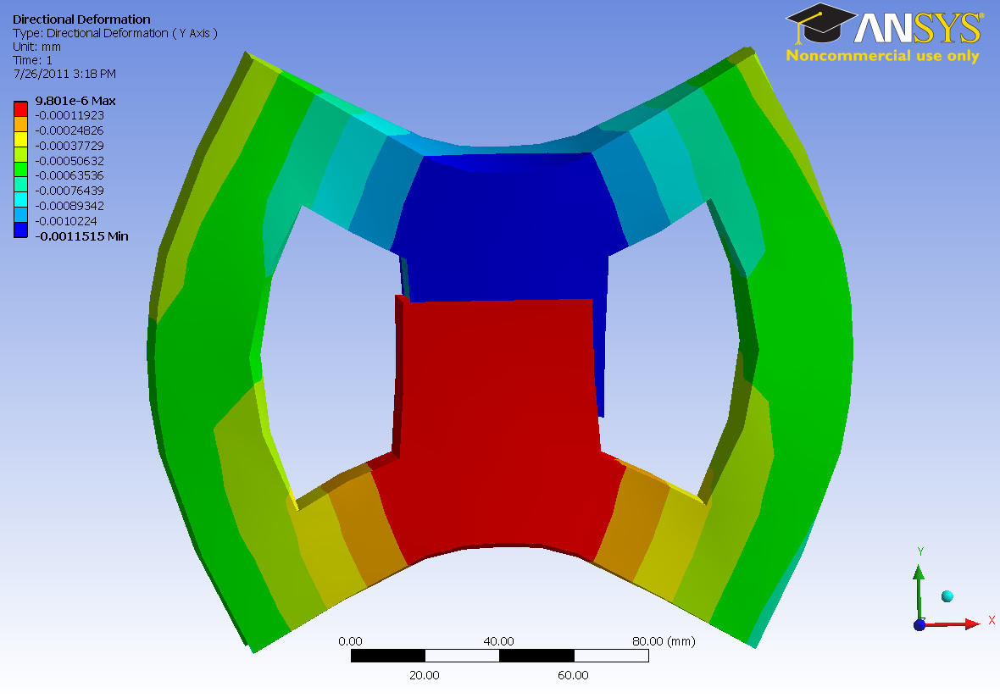 Directional Deformation
Type: Directional Deformation ( Y Axis )
Unit: mm
Time: 1
7/26/2011 3:18 PM
9.801e-6 Max
-0.00011923
-0.00024826
-0.00037729
-0.00050632
-0.00063536
-0.00076439
-0.00089342
-0.0010224
-0.0011515 Min
ANSYS®
Noncommercial use only
Y
X
0.00 40.00 80.00 (mm)
20.00 60.00